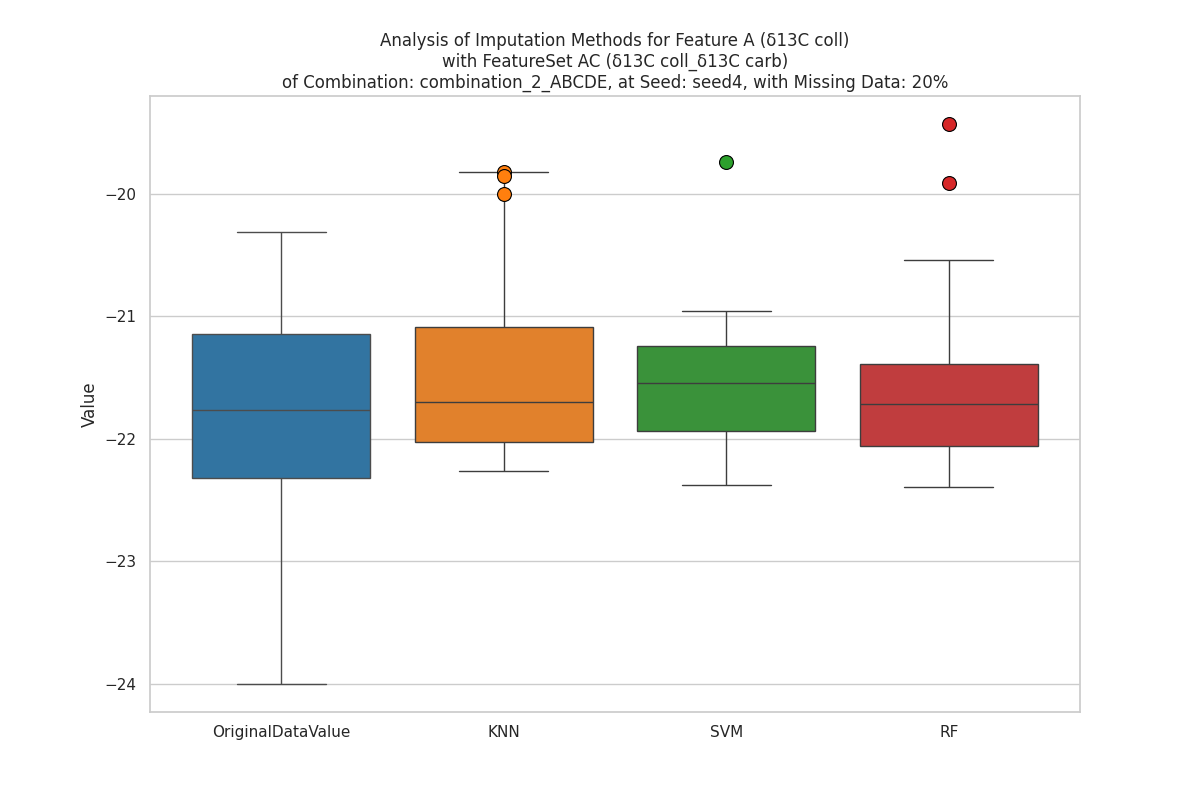 Analysis of Imputation Methods for Feature A (δ13C coll)
with FeatureSet AC (δ13C coll_δ13C carb)
of Combination: combination_2_ABCDE, at Seed: seed4, with Missing Data: 20%
Value
−20
−21
−22
−23
−24
OriginalDataValue
KNN
SVM
RF